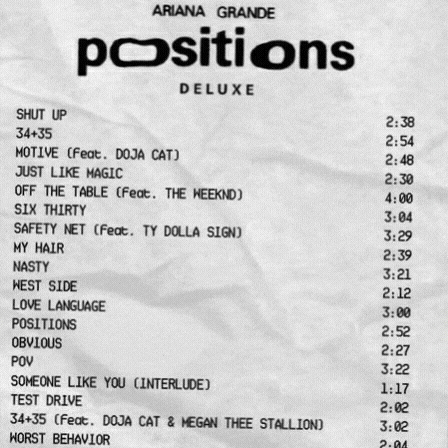 ARIANA GRANDE
positions
DELUXE
SHUT UP 2:38
34+35 2:54
MOTIVE (Feat. DOJA CAT) 2:48
JUST LIKE MAGIC 2:30
OFF THE TABLE (Feat. THE WEEKND) 4:00
SIX THIRTY 3:04
SAFETY NET (Feat. TY DOLLA SIGN) 3:29
MY HAIR 2:39
NASTY 3:21
WEST SIDE 2:12
LOVE LANGUAGE 3:00
POSITIONS 2:52
OBVIOUS 2:27
POV 3:22
SOMEONE LIKE YOU (INTERLUDE) 1:17
TEST DRIVE 2:02
34+35 (Feat. DOJA CAT & MEGAN THEE STALLION) 3:02
WORST BEHAVIOR 2:04